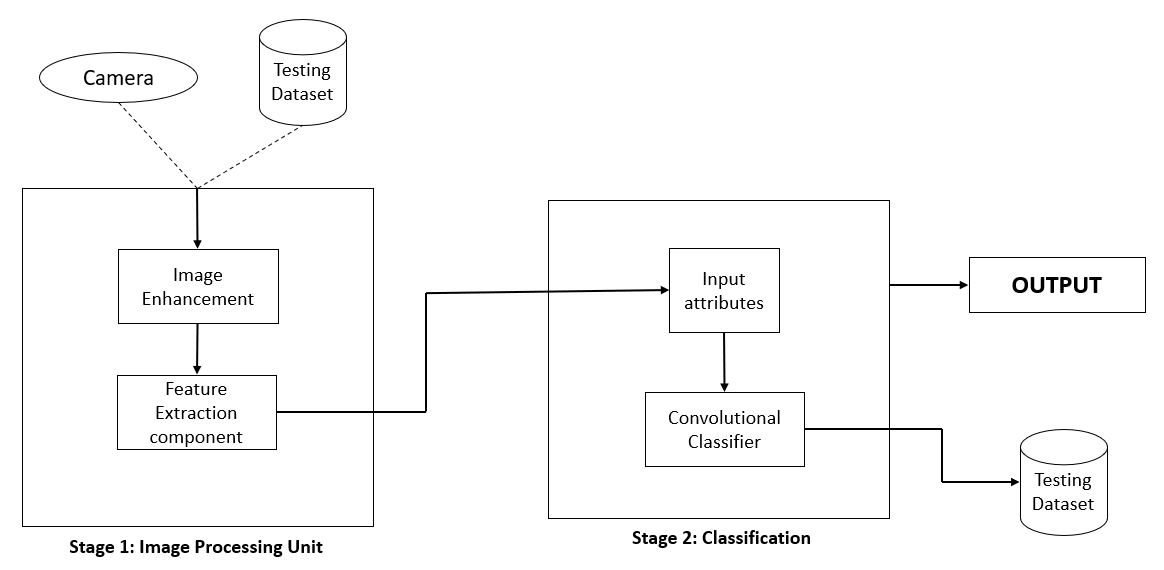 Camera
Testing
Dataset
Image
Enhancement
Feature
Extraction
component
Stage 1: Image Processing Unit
Input
attributes
Convolutional
Classifier
Stage 2: Classification
OUTPUT
Testing
Dataset